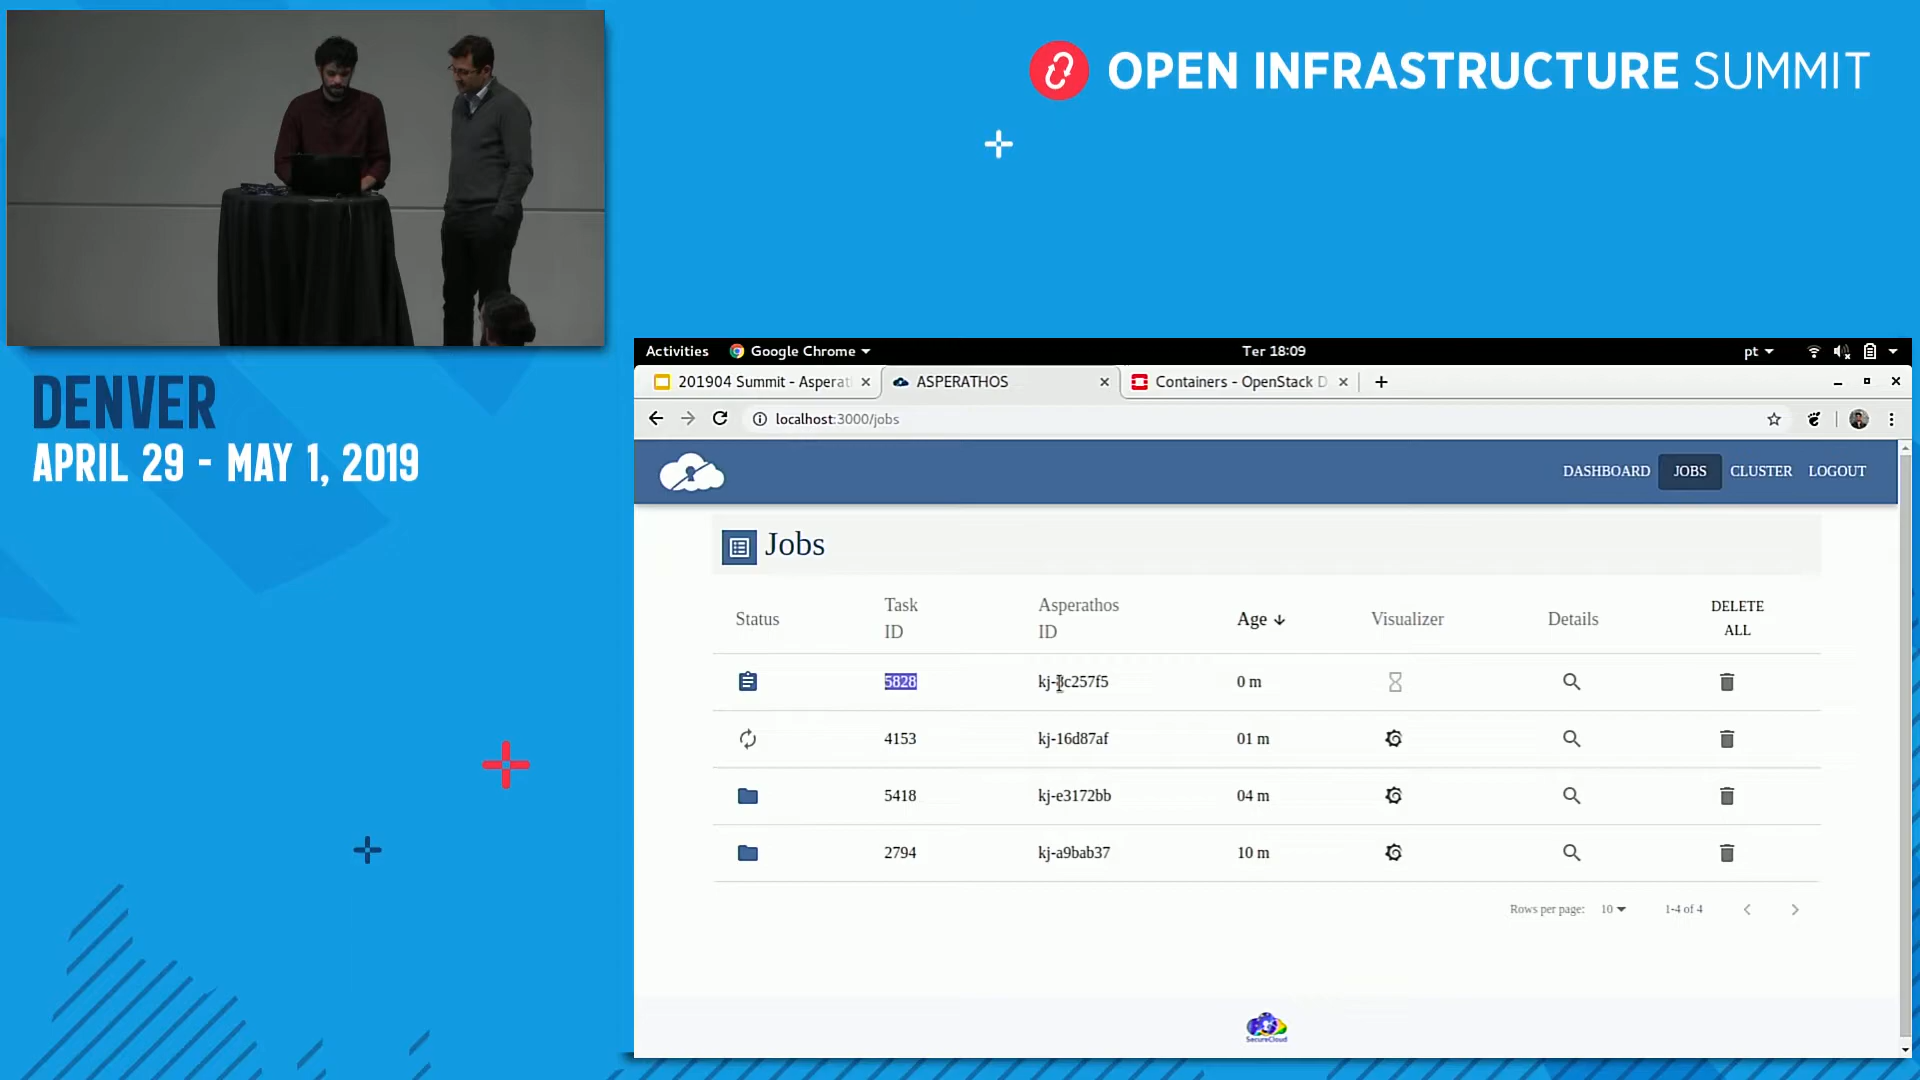 OPEN INFRASTRUCTURE SUMMIT
DENVER
APRIL 29 - MAY 1, 2019
Activities Google Chrome Ter 18:09 pt
201904 Summit - Asperat ASPERATHOS Containers - OpenStack D
localhost:3000/jobs
DASHBOARD JOBS CLUSTER LOGOUT
Jobs
Status Task ID Asperathos ID Age Visualizer Details DELETE ALL
5828 kj-8c257f5 0 m
4153 kj-16d87af 01 m
5418 kj-e3172bb 04 m
2794 kj-a9bab37 10 m
Rows per page: 10 1-4 of 4
SecureCloud